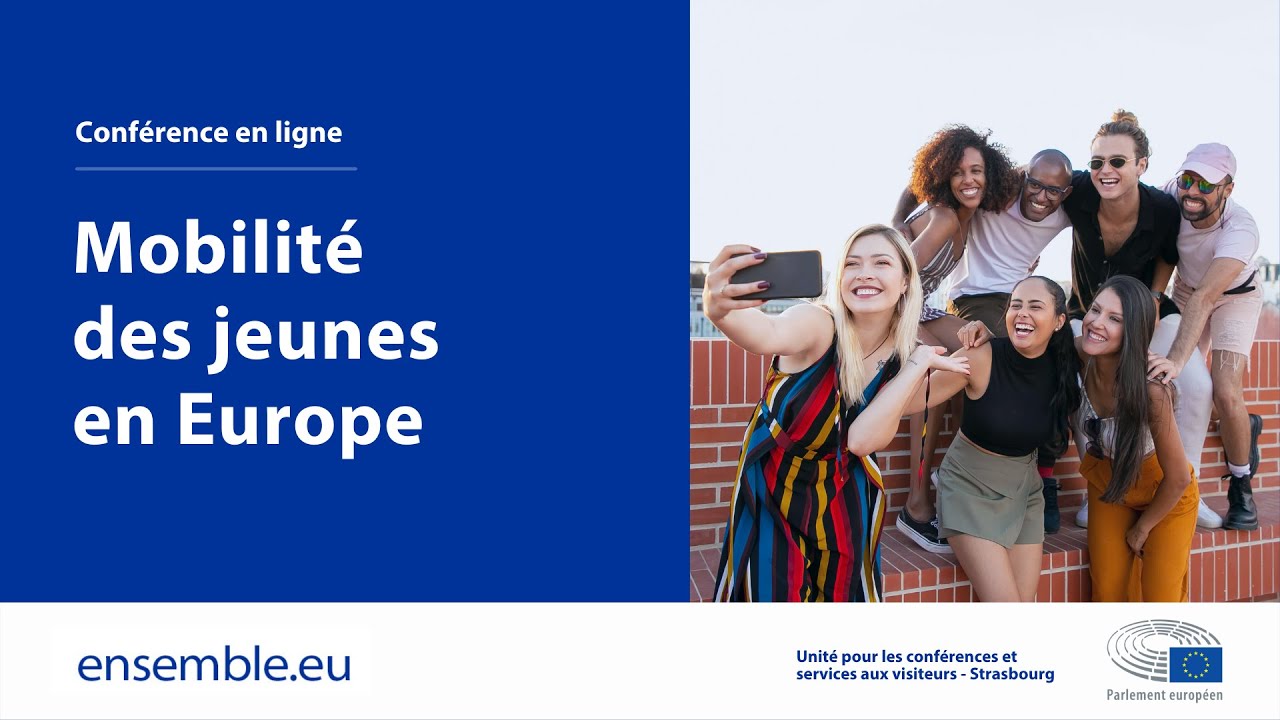 Conférence en ligne
Mobilité
des jeunes
en Europe
ensemble.eu
Unité pour les conférences et
services aux visiteurs - Strasbourg
Parlement européen